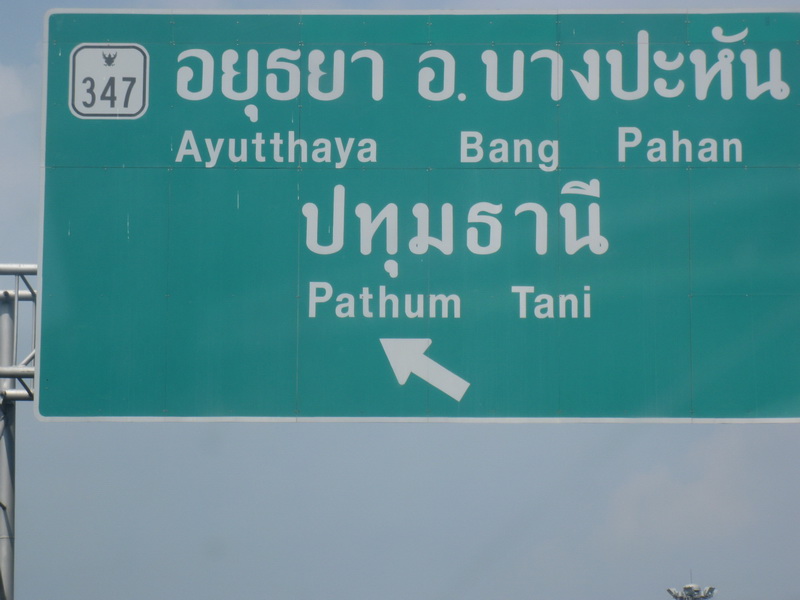 347 อยุธยา อ. บางปะหัน
Ayutthaya Bang Pahan
ปทุมธานี
Pathum Tani